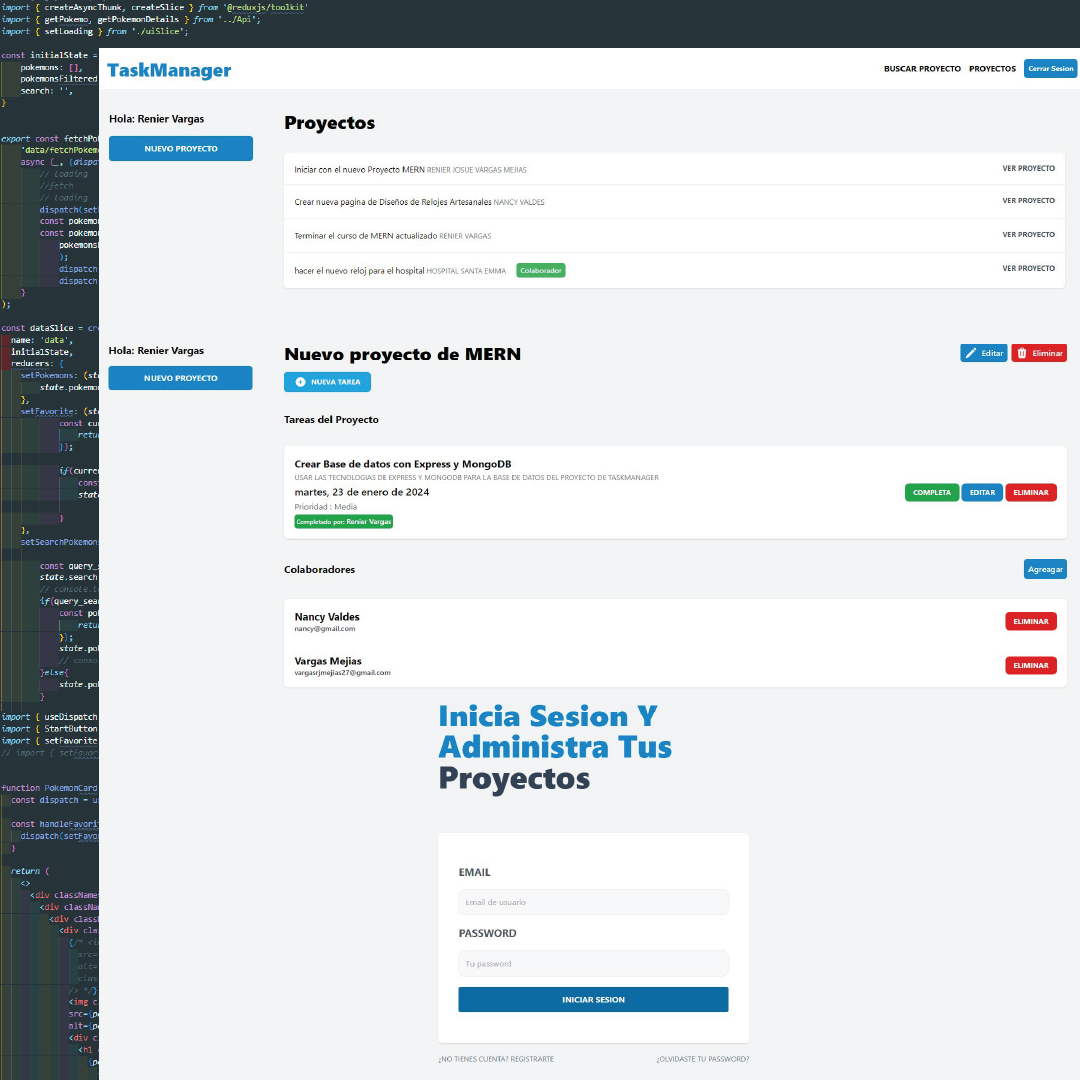 import { createAsyncThunk, createSlice } from '@reduxjs/toolkit'
import { getPokemo, getPokemonDetails } from '../Api';
import { setLoading } from './uiSlice';
const initialState =
pokemons: [],
pokemonsFiltered
search: '',
}
export const fetchPo
'data/fetchPokem
async (_, {dispa
// loading
//fetch
// loading
dispatch(set
const pokemon
const pokemon
pokemons
);
dispatch
dispatch
}
);
const dataSlice = cr
name: 'data',
initialState,
reducers: {
setPokemons: (st
state.pokemo
},
setFavorite: (st
const cu
retu
});
if(curre
cons
stat
}
},
setSearchPokemon
const query_s
state.search
// console.l
if(query_sea
const po
retu
});
state.po
// conso
}else{
state.po
}
import { useDispatch
import { StartButton
import { setFavorite
// import { setFavor
function PokemonCard
const dispatch = u
const handleFavori
dispatch(setFavo
}
return (
<>
<div className
<div classNam
<div class
<div cla
{/* <i
src=
alt=
clas
/> */}
<img c
src={p
alt={p
<div c
<h1
{p
TaskManager
BUSCAR PROYECTO PROYECTOS Cerrar Sesion
Hola: Renier Vargas
NUEVO PROYECTO
Proyectos
Iniciar con el nuevo Proyecto MERN RENIER JOSUE VARGAS MEJIAS VER PROYECTO
Crear nueva pagina de Diseños de Relojes Artesanales NANCY VALDES VER PROYECTO
Terminar el curso de MERN actualizado RENIER VARGAS VER PROYECTO
hacer el nuevo reloj para el hospital HOSPITAL SANTA EMMA Colaborador VER PROYECTO
Hola: Renier Vargas
NUEVO PROYECTO
Nuevo proyecto de MERN Editar Eliminar
NUEVA TAREA
Tareas del Proyecto
Crear Base de datos con Express y MongoDB
USAR LAS TECNOLOGIAS DE EXPRESS Y MONGODB PARA LA BASE DE DATOS DEL PROYECTO DE TASKMANAGER
martes, 23 de enero de 2024
COMPLETA EDITAR ELIMINAR
Prioridad : Media
Completado por: Renier Vargas
Colaboradores Agreagar
Nancy Valdes
nancy@gmail.com
ELIMINAR
Vargas Mejias
vargasrjmejias27@gmail.com
ELIMINAR
Inicia Sesion Y
Administra Tus
Proyectos
EMAIL
Email de usuario
PASSWORD
Tu password
INICIAR SESION
¿NO TIENES CUENTA? REGISTRARTE ¿OLVIDASTE TU PASSWORD?